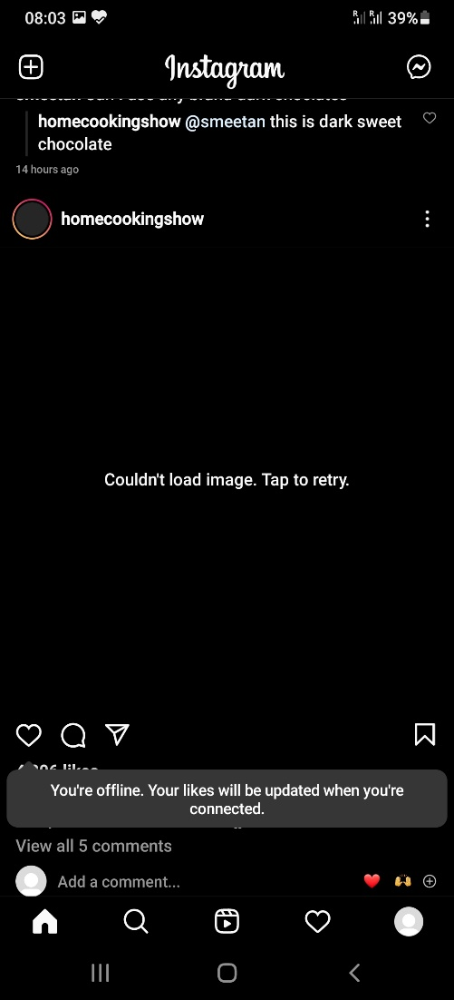 08:03
R R 39%
Instagram
homecookingshow @smeetan this is dark sweet
chocolate
14 hours ago
homecookingshow
Couldn't load image. Tap to retry.
likes
You're offline. Your likes will be updated when you're
connected.
View all 5 comments
Add a comment...